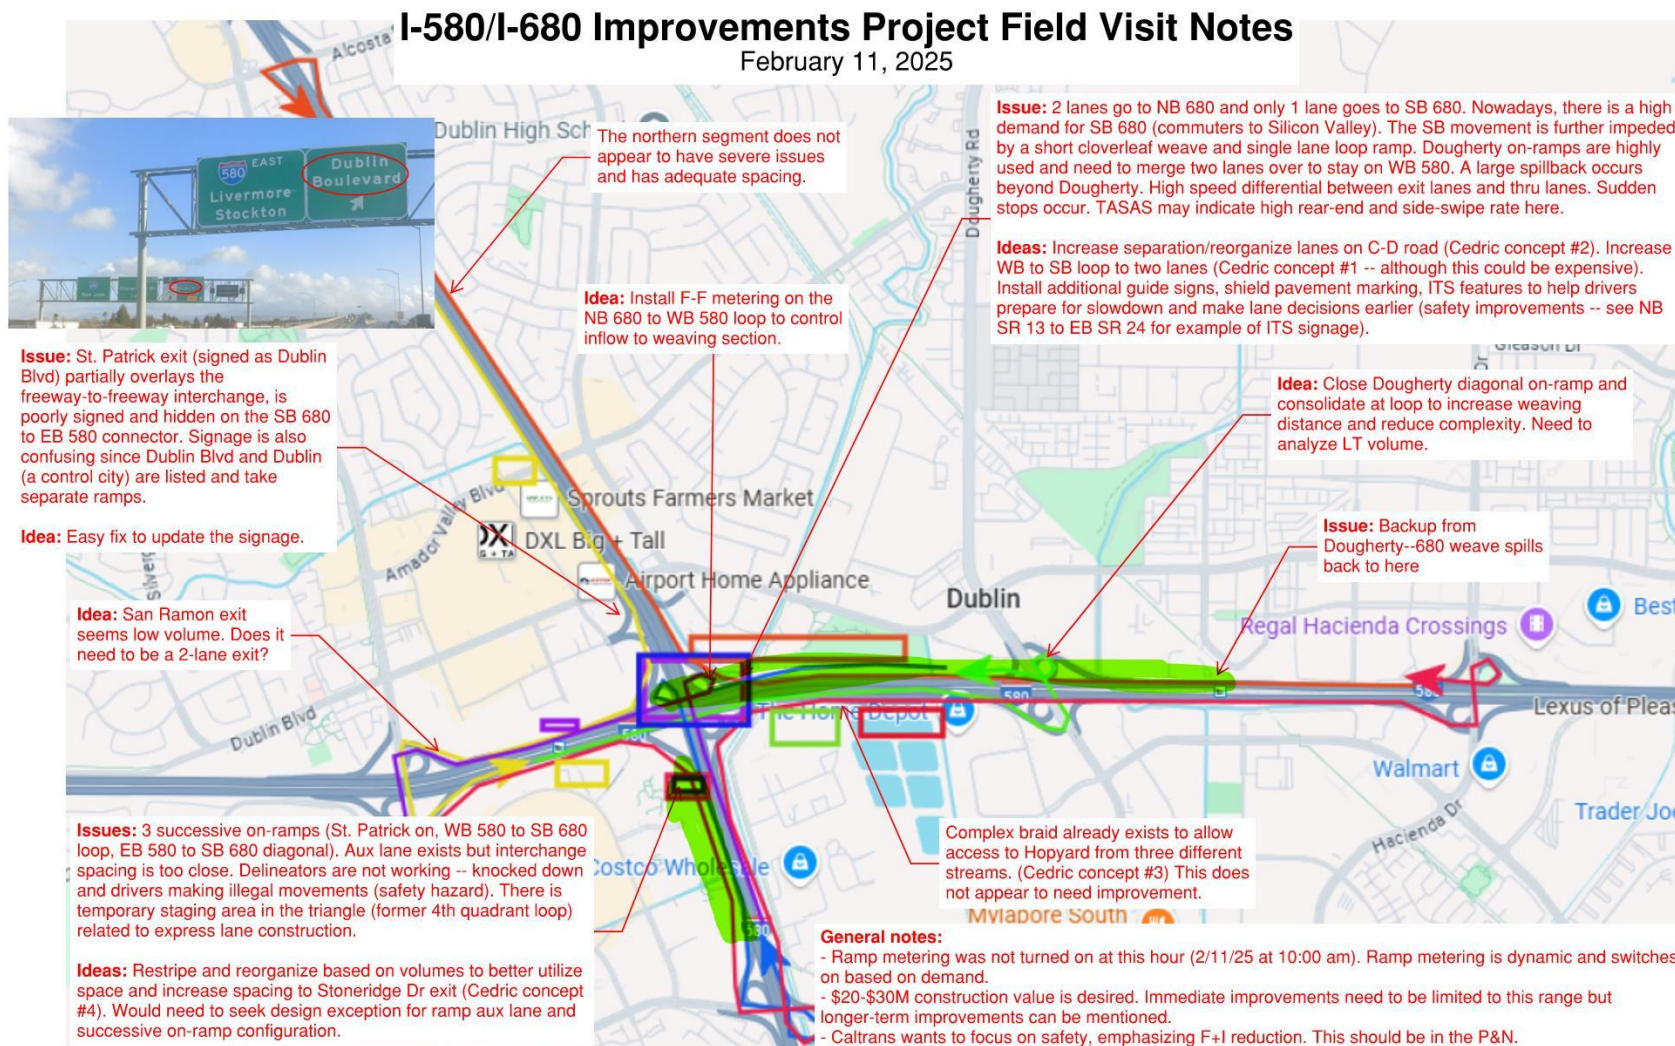 I-580/I-680 Improvements Project Field Visit Notes
February 11, 2025
Alcosta
Dublin High Sch
EAST
580
Livermore
Stockton
Dublin
Boulevard
The northern segment does not
appear to have severe issues
and has adequate spacing.
Dougherty Rd
Issue: 2 lanes go to NB 680 and only 1 lane goes to SB 680. Nowadays, there is a high
demand for SB 680 (commuters to Silicon Valley). The SB movement is further impeded
by a short cloverleaf weave and single lane loop ramp. Dougherty on-ramps are highly
used and need to merge two lanes over to stay on WB 580. A large spillback occurs
beyond Dougherty. High speed differential between exit lanes and thru lanes. Sudden
stops occur. TASAS may indicate high rear-end and side-swipe rate here.
Ideas: Increase separation/reorganize lanes on C-D road (Cedric concept #2). Increase
WB to SB loop to two lanes (Cedric concept #1 -- although this could be expensive).
Install additional guide signs, shield pavement marking, ITS features to help drivers
prepare for slowdown and make lane decisions earlier (safety improvements -- see NB
SR 13 to EB SR 24 for example of ITS signage).
Gleason Dr
Dr
Idea: Install F-F metering on the
NB 680 to WB 580 loop to control
inflow to weaving section.
Issue: St. Patrick exit (signed as Dublin
Blvd) partially overlays the
freeway-to-freeway interchange, is
poorly signed and hidden on the SB 680
to EB 580 connector. Signage is also
confusing since Dublin Blvd and Dublin
(a control city) are listed and take
separate ramps.
Idea: Easy fix to update the signage.
Idea: Close Dougherty diagonal on-ramp and
consolidate at loop to increase weaving
distance and reduce complexity. Need to
analyze LT volume.
Sprouts Farmers Market
Amador Valley Blvd
DXL Big + Tall
Airport Home Appliance
Issue: Backup from
Dougherty--680 weave spills
back to here
Silverg
Dublin
Best
Regal Hacienda Crossings
Idea: San Ramon exit
seems low volume. Does it
need to be a 2-lane exit?
580
580
Lexus of Pleas
The Home Depot
Dublin Blvd
580
Walmart
Trader Joe
Hacienda Dr
Issues: 3 successive on-ramps (St. Patrick on, WB 580 to SB 680
loop, EB 580 to SB 680 diagonal). Aux lane exists but interchange
spacing is too close. Delineators are not working -- knocked down
and drivers making illegal movements (safety hazard). There is
temporary staging area in the triangle (former 4th quadrant loop)
related to express lane construction.
Ideas: Restripe and reorganize based on volumes to better utilize
space and increase spacing to Stoneridge Dr exit (Cedric concept
#4). Would need to seek design exception for ramp aux lane and
successive on-ramp configuration.
Costco Wholesale
Complex braid already exists to allow
access to Hopyard from three different
streams. (Cedric concept #3) This does
not appear to need improvement.
Mylapore South
General notes:
- Ramp metering was not turned on at this hour (2/11/25 at 10:00 am). Ramp metering is dynamic and switches
on based on demand.
- $20-$30M construction value is desired. Immediate improvements need to be limited to this range but
longer-term improvements can be mentioned.
- Caltrans wants to focus on safety, emphasizing F+I reduction. This should be in the P&N.